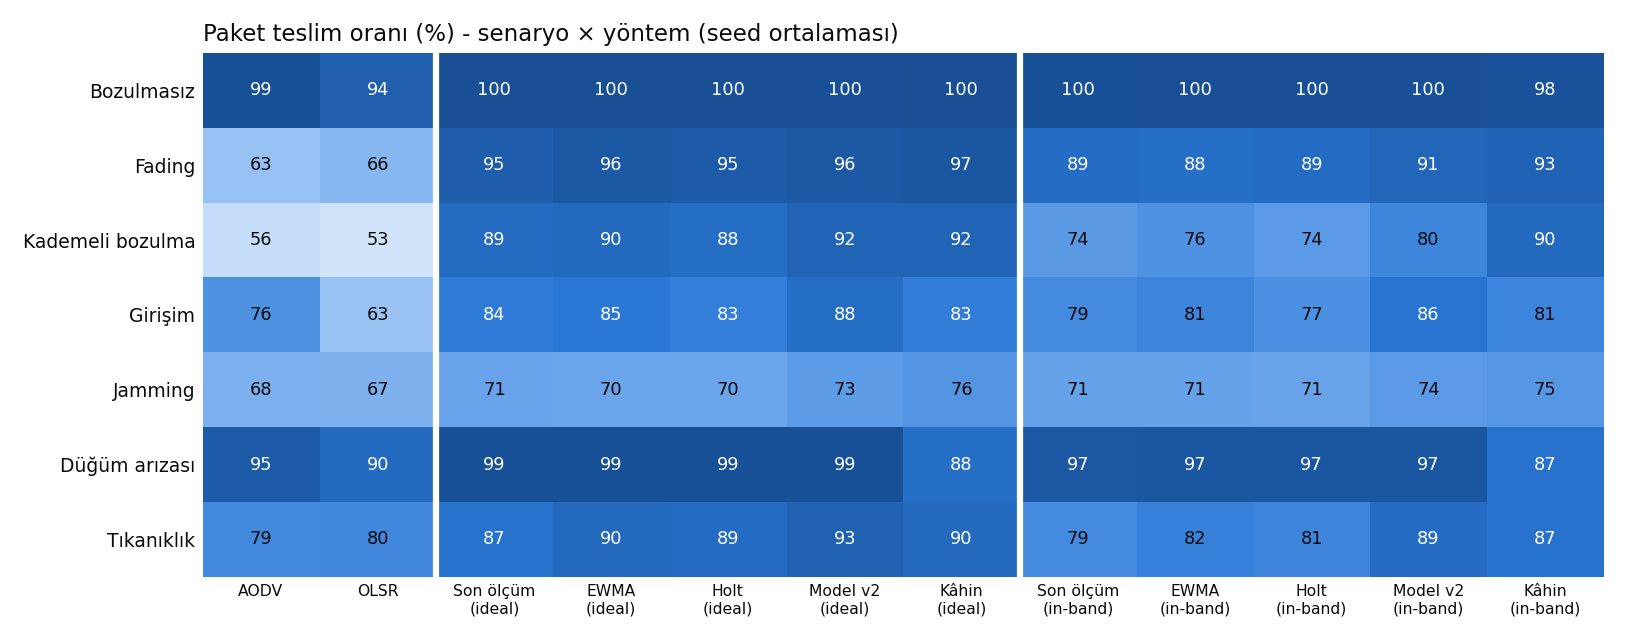 Paket teslim oranı (%) - senaryo × yöntem (seed ortalaması)
Bozulmasız 99 94 100 100 100 100 100 100 100 100 100 98
Fading 63 66 95 96 95 96 97 89 88 89 91 93
Kademeli bozulma 56 53 89 90 88 92 92 74 76 74 80 90
Girişim 76 63 84 85 83 88 83 79 81 77 86 81
Jamming 68 67 71 70 70 73 76 71 71 71 74 75
Düğüm arızası 95 90 99 99 99 99 88 97 97 97 97 87
Tıkanıklık 79 80 87 90 89 93 90 79 82 81 89 87
AODV OLSR Son ölçüm EWMA Holt Model v2 Kâhin Son ölçüm EWMA Holt Model v2 Kâhin
(ideal) (ideal) (ideal) (ideal) (ideal) (in-band) (in-band) (in-band) (in-band) (in-band)